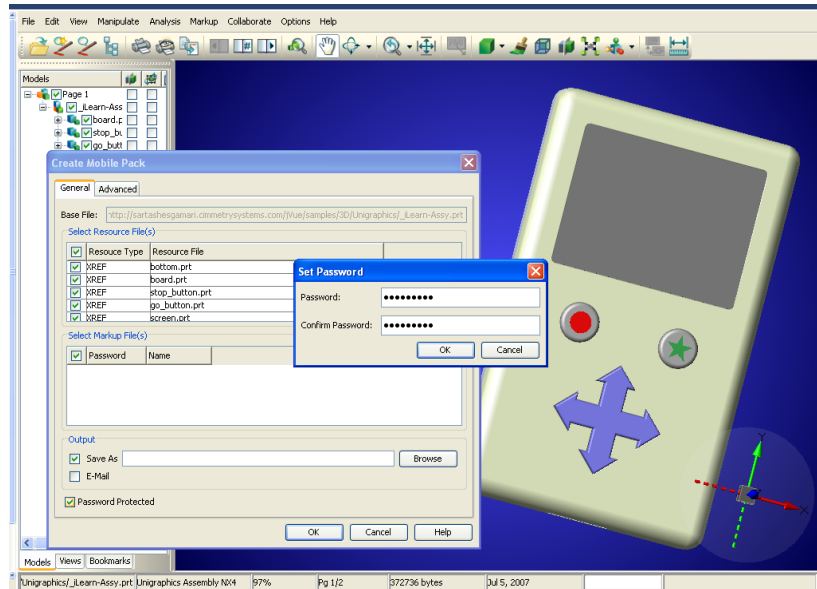 File Edit View Manipulate Analysis Markup Collaborate Options Help
Models
Page 1
_iLearn-Ass
board.p
stop_bu
go_butt
Create Mobile Pack
General Advanced
Base File: http://sartashesgamari.cimmetrysystems.com/jVue/samples/3D/Unigraphics/_iLearn-Assy.prt
Select Resource File(s)
Resouce Type Resource File
XREF bottom.prt
XREF board.prt
XREF stop_button.prt
XREF go_button.prt
XREF screen.prt
Select Markup File(s)
Password Name
Output
Save As Browse
E-Mail
Password Protected
OK Cancel Help
Set Password
Password: •••••••••
Confirm Password: •••••••••
OK Cancel
Y
X
Models Views Bookmarks
'Unigraphics/_iLearn-Assy.prt Unigraphics Assembly NX4 97% Pg 1/2 372736 bytes Jul 5, 2007